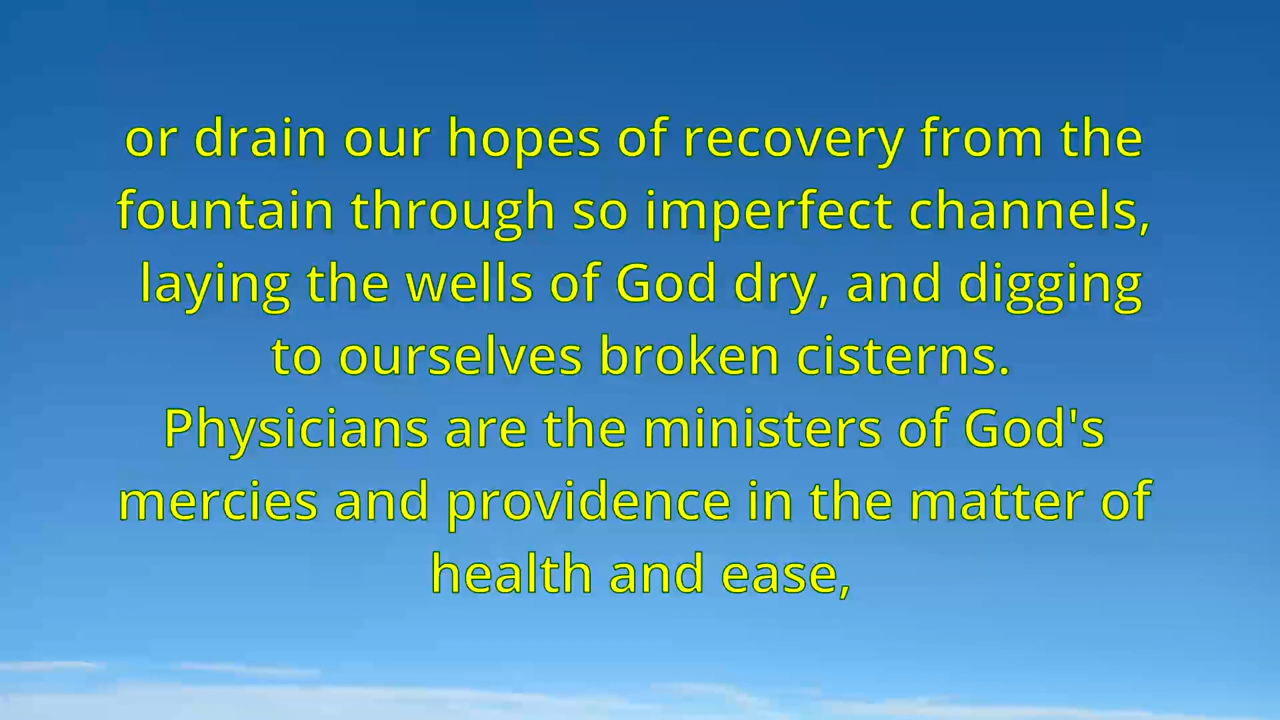 or drain our hopes of recovery from the
fountain through so imperfect channels,
laying the wells of God dry, and digging
to ourselves broken cisterns.
Physicians are the ministers of God's
mercies and providence in the matter of
health and ease,